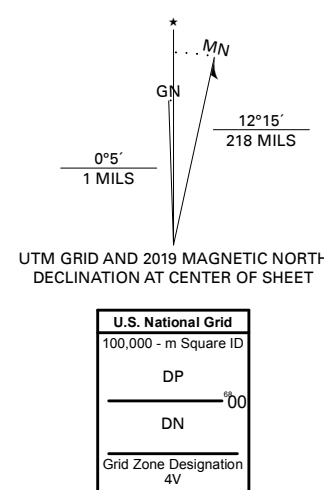 ★
MN
GN
12°15´
218 MILS
0°5´
1 MILS
UTM GRID AND 2019 MAGNETIC NORTH
DECLINATION AT CENTER OF SHEET
U.S. National Grid
100,000 - m Square ID
DP
⁶⁸00
DN
Grid Zone Designation
4V